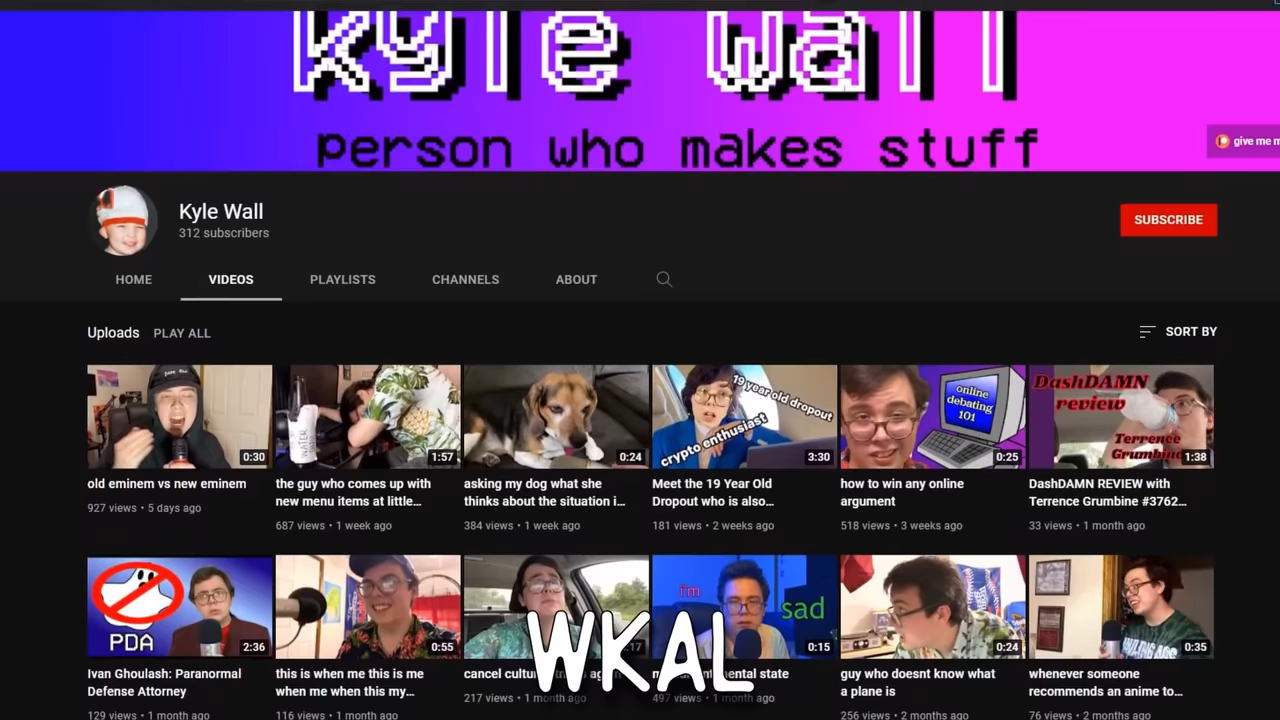 kyle wall
person who makes stuff
give me m
Kyle Wall
312 subscribers
SUBSCRIBE
HOME VIDEOS PLAYLISTS CHANNELS ABOUT
Uploads PLAY ALL SORT BY
0:30
WATER
1:57
0:24
19 year old dropout
crypto enthusiast
3:30
online
debating
101
0:25
DashDAMN
review
Terrence
Grumbine
1:38
old eminem vs new eminem
927 views • 5 days ago
the guy who comes up with
new menu items at little...
687 views • 1 week ago
asking my dog what she
thinks about the situation i...
384 views • 1 week ago
Meet the 19 Year Old
Dropout who is also...
181 views • 2 weeks ago
how to win any online
argument
518 views • 3 weeks ago
DashDAMN REVIEW with
Terrence Grumbine #3762...
33 views • 1 month ago
PDA
2:36
0:55
i'm
sad
0:15
0:24
0:35
Ivan Ghoulash: Paranormal
Defense Attorney
129 views • 1 month ago
this is when me this is me
when me when this my...
116 views • 1 month ago
217 views • 1 month ago
state
497 views • 1 month ago
guy who doesnt know what
a plane is
256 views • 2 months ago
whenever someone
recommends an anime to...
76 views • 2 months ago
WKAL